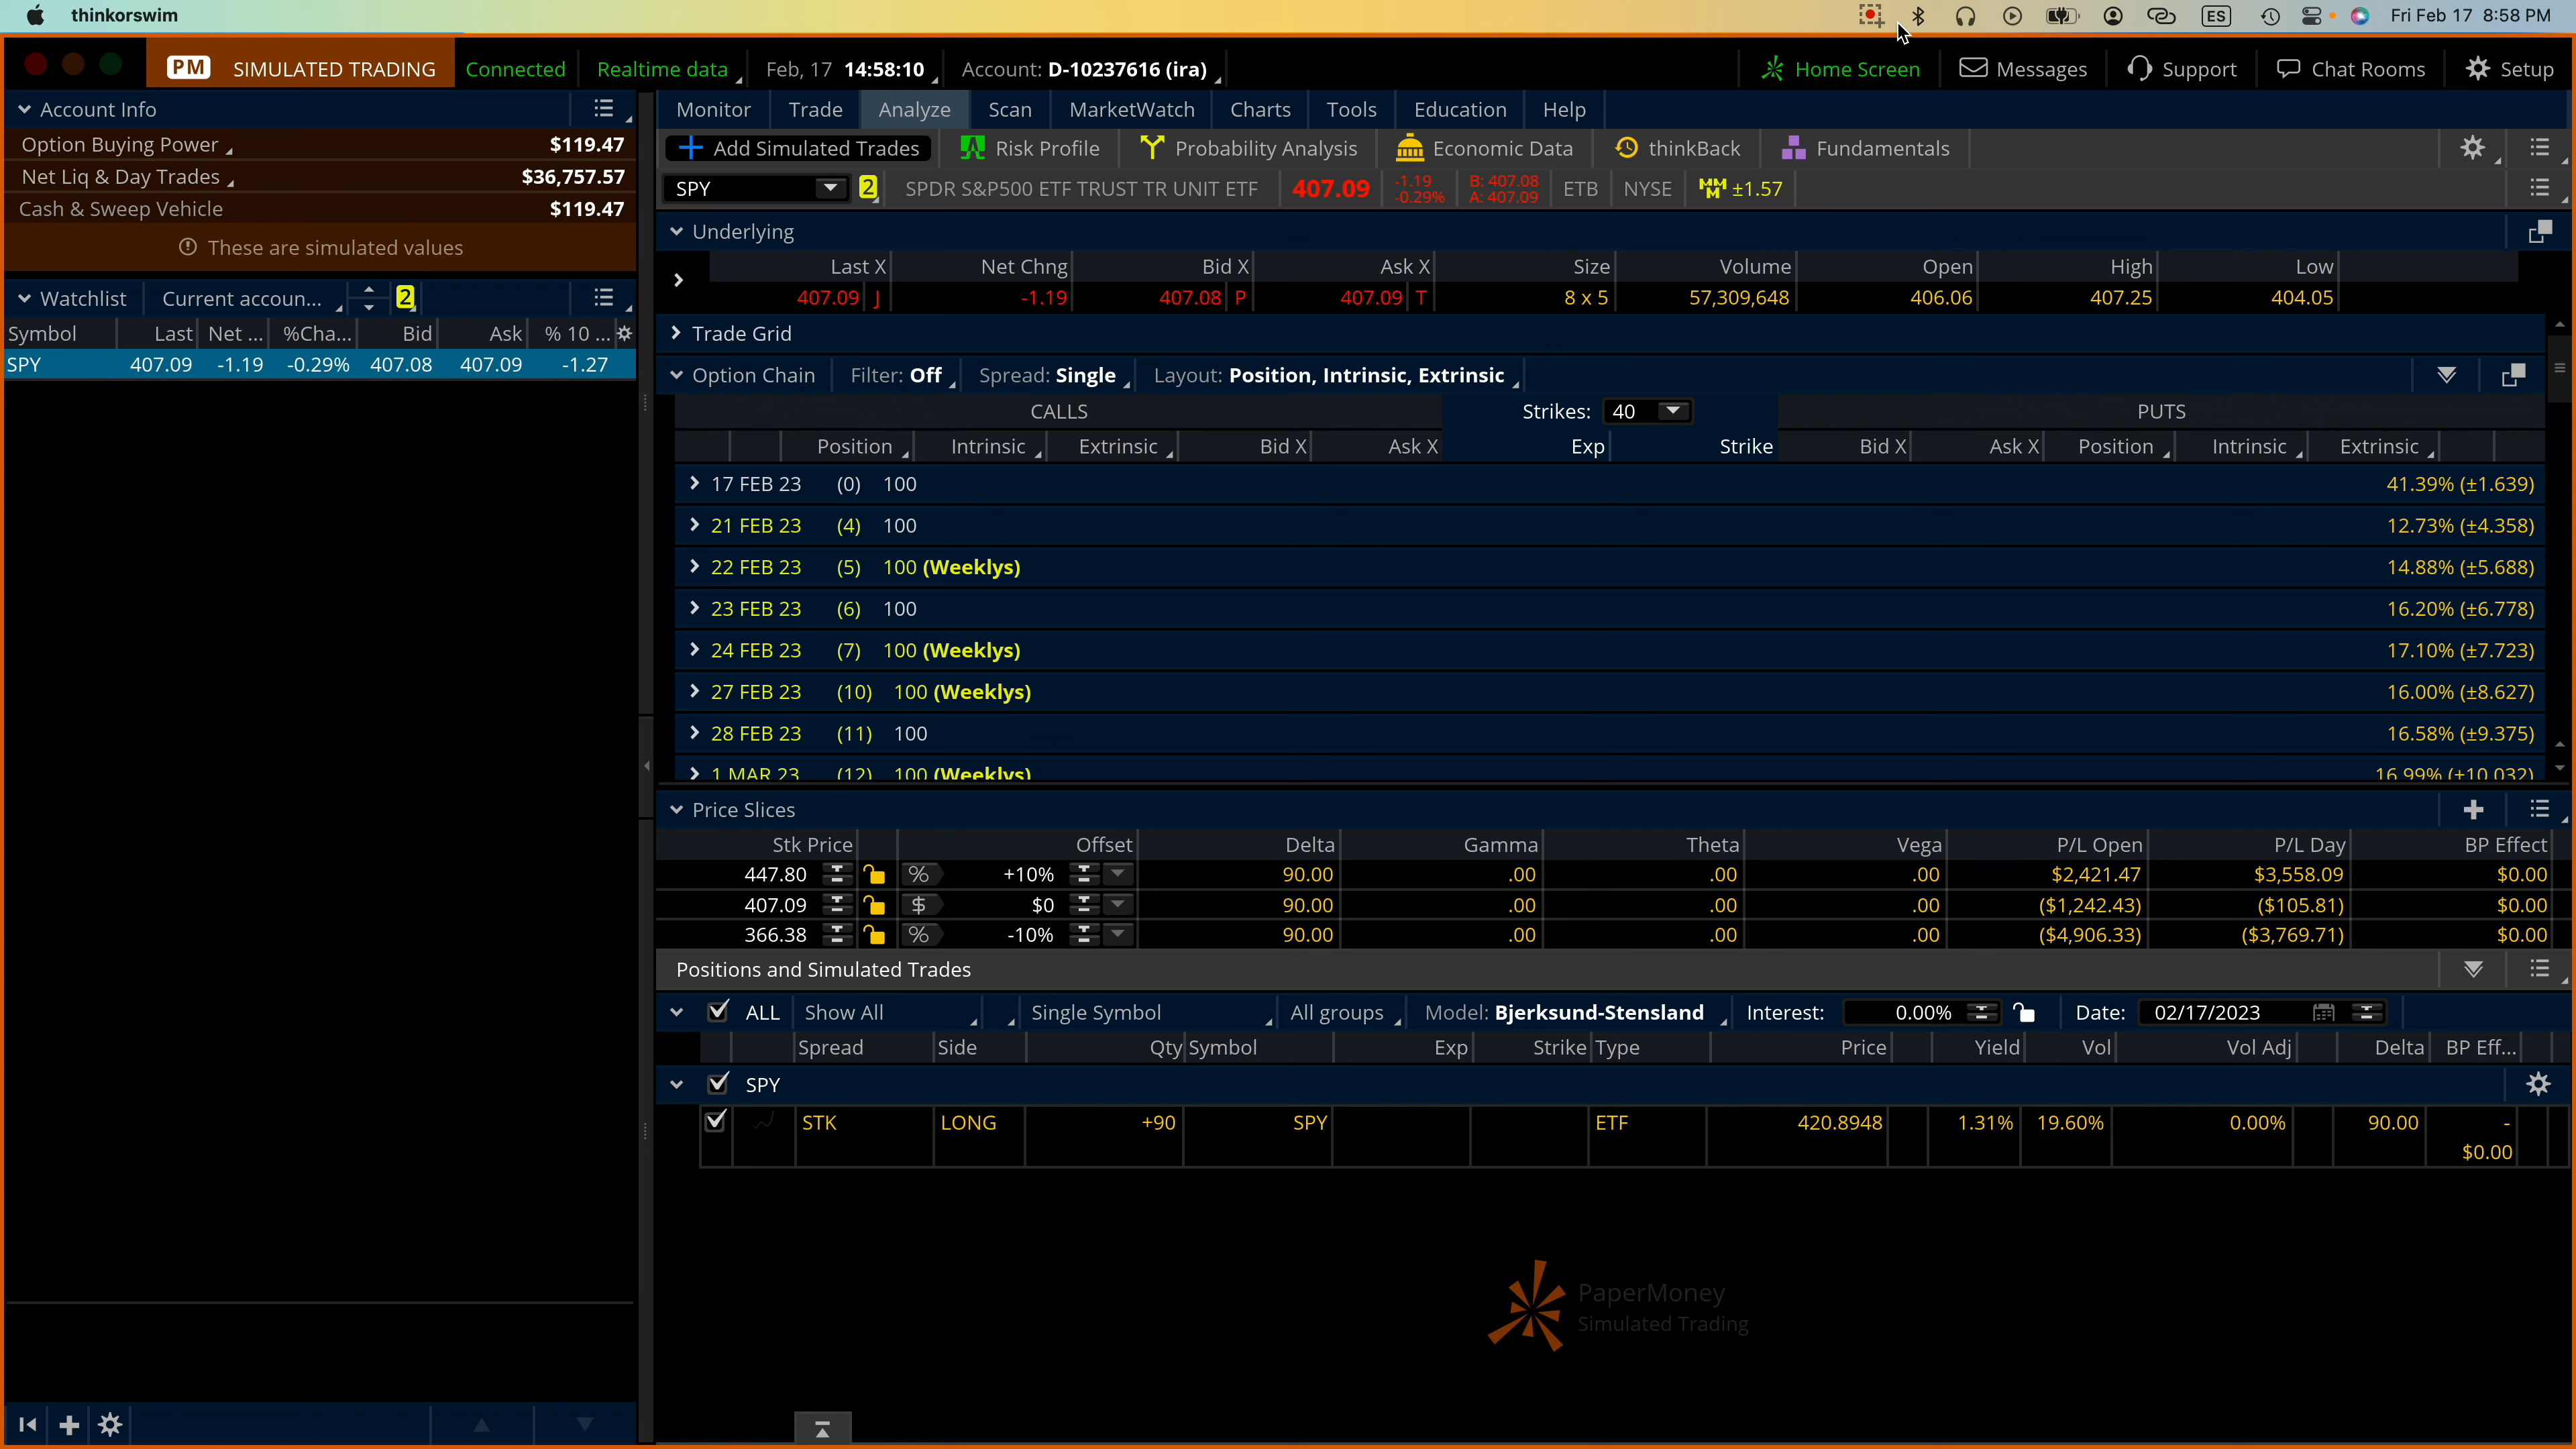 thinkorswim
ES
Fri Feb 17 8:58 PM
PM SIMULATED TRADING
Connected
Realtime data
Feb, 17 14:58:10
Account: D-10237616 (ira)
Home Screen
Messages
Support
Chat Rooms
Setup
Account Info
Option Buying Power $119.47
Net Liq & Day Trades $36,757.57
Cash & Sweep Vehicle $119.47
These are simulated values
Watchlist Current accoun... 2
Symbol Last Net ... %Cha... Bid Ask % 10 ...
SPY 407.09 -1.19 -0.29% 407.08 407.09 -1.27
Monitor Trade Analyze Scan MarketWatch Charts Tools Education Help
Add Simulated Trades Risk Profile Probability Analysis Economic Data thinkBack Fundamentals
SPY 2 SPDR S&P500 ETF TRUST TR UNIT ETF 407.09 -1.19 -0.29% B: 407.08 A: 407.09 ETB NYSE MMM ±1.57
Underlying
Last X Net Chng Bid X Ask X Size Volume Open High Low
407.09 J -1.19 407.08 P 407.09 T 8 x 5 57,309,648 406.06 407.25 404.05
Trade Grid
Option Chain Filter: Off Spread: Single Layout: Position, Intrinsic, Extrinsic
CALLS Strikes: 40 PUTS
Position Intrinsic Extrinsic Bid X Ask X Exp Strike Bid X Ask X Position Intrinsic Extrinsic
17 FEB 23 (0) 100 41.39% (±1.639)
21 FEB 23 (4) 100 12.73% (±4.358)
22 FEB 23 (5) 100 (Weeklys) 14.88% (±5.688)
23 FEB 23 (6) 100 16.20% (±6.778)
24 FEB 23 (7) 100 (Weeklys) 17.10% (±7.723)
27 FEB 23 (10) 100 (Weeklys) 16.00% (±8.627)
28 FEB 23 (11) 100 16.58% (±9.375)
1 MAR 23 (12) 100 (Weeklys) 16.99% (±10.032)
Price Slices
Stk Price Offset Delta Gamma Theta Vega P/L Open P/L Day BP Effect
447.80 % +10% 90.00 .00 .00 .00 $2,421.47 $3,558.09 $0.00
407.09 $ $0 90.00 .00 .00 .00 ($1,242.43) ($105.81) $0.00
366.38 % -10% 90.00 .00 .00 .00 ($4,906.33) ($3,769.71) $0.00
Positions and Simulated Trades
ALL Show All Single Symbol All groups Model: Bjerksund-Stensland Interest: 0.00% Date: 02/17/2023
Spread Side Qty Symbol Exp Strike Type Price Yield Vol Vol Adj Delta BP Eff...
SPY
STK LONG +90 SPY ETF 420.8948 1.31% 19.60% 0.00% 90.00 -
$0.00
PaperMoney
Simulated Trading